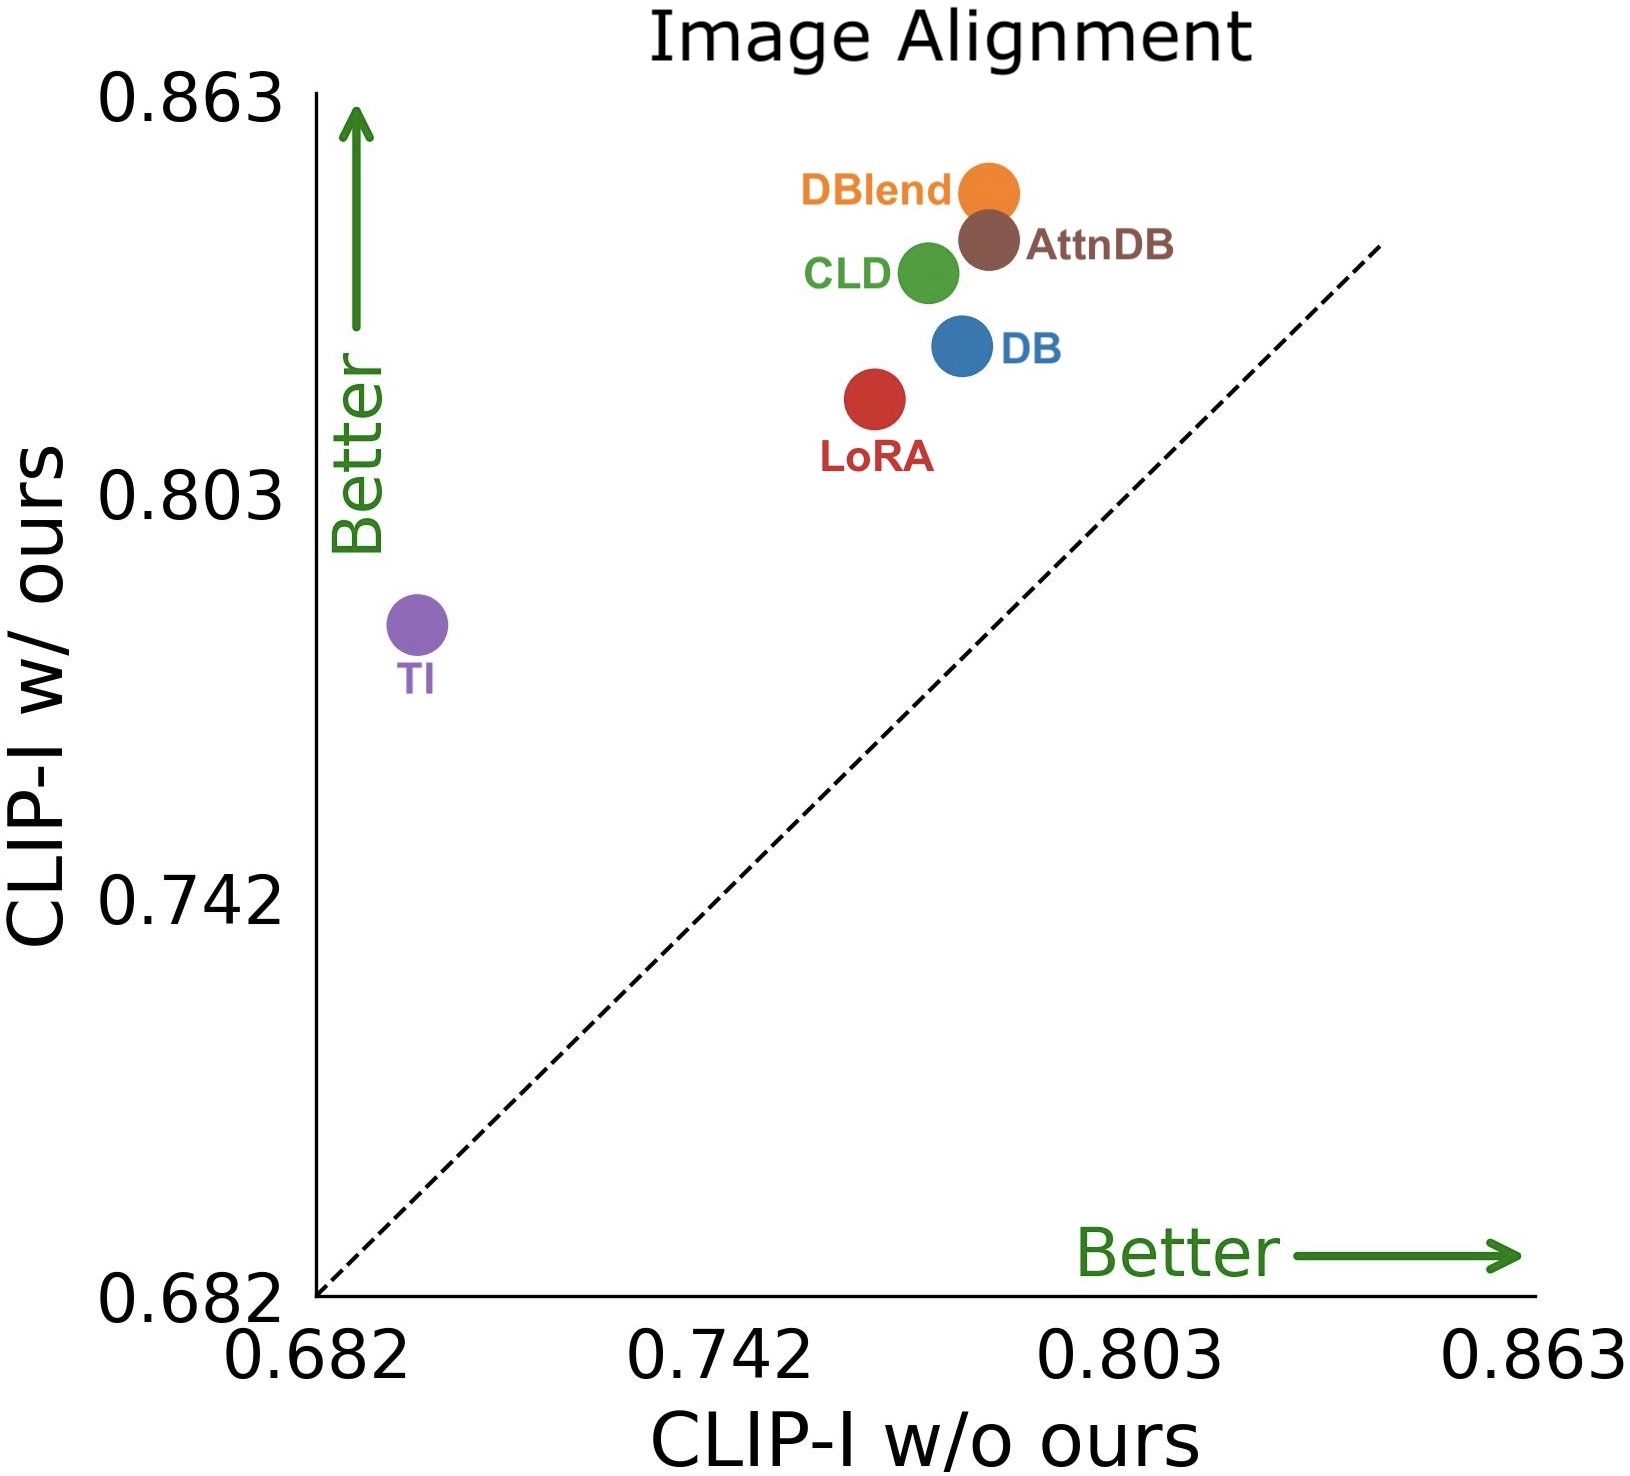 Image Alignment
0.863
DBlend
AttnDB
CLD
DB
LoRA
Better
0.803
CLIP-I w/ ours
TI
0.742
Better
0.682
0.682 0.742 0.803 0.863
CLIP-I w/o ours